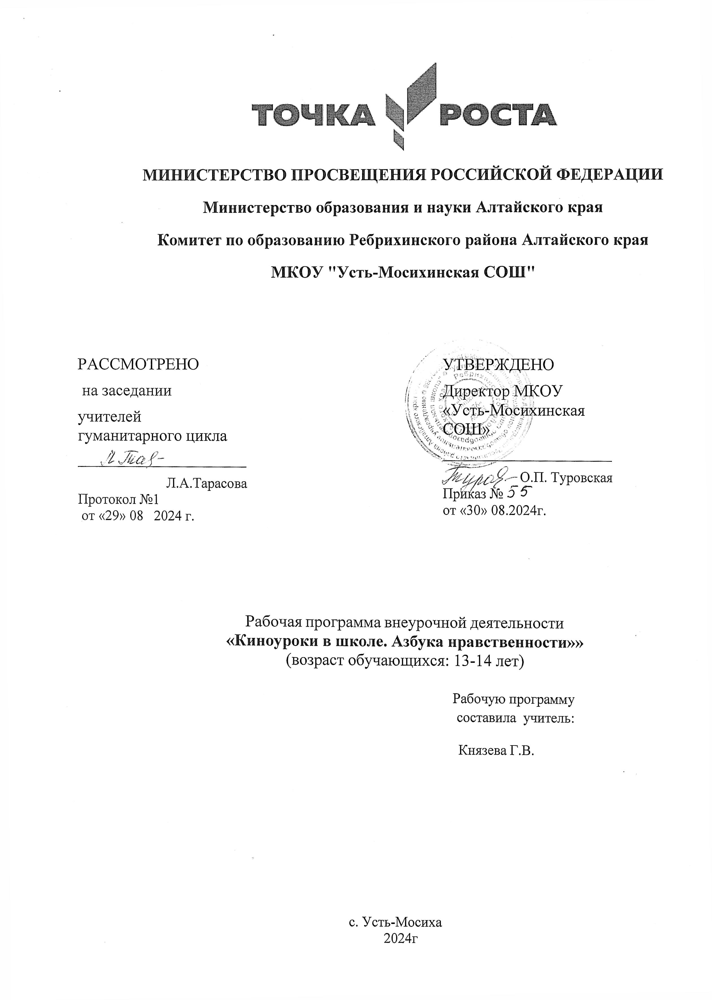 ТОЧКА РОСТА
МИНИСТЕРСТВО ПРОСВЕЩЕНИЯ РОССИЙСКОЙ ФЕДЕРАЦИИ
Министерство образования и науки Алтайского края
Комитет по образованию Ребрихинского района Алтайского края
МКОУ "Усть-Мосихинская СОШ"
РАССМОТРЕНО
на заседании
учителей
гуманитарного цикла
Л.А.Тарасова
Протокол №1
от «29» 08 2024 г.
УТВЕРЖДЕНО
Директор МКОУ
«Усть-Мосихинская
СОШ»
О.П. Туровская
Приказ № 55
от «30» 08.2024г.
Рабочая программа внеурочной деятельности
«Киноуроки в школе. Азбука нравственности»»
(возраст обучающихся: 13-14 лет)
Рабочую программу
составила учитель:
Князева Г.В.
с. Усть-Мосиха
2024г